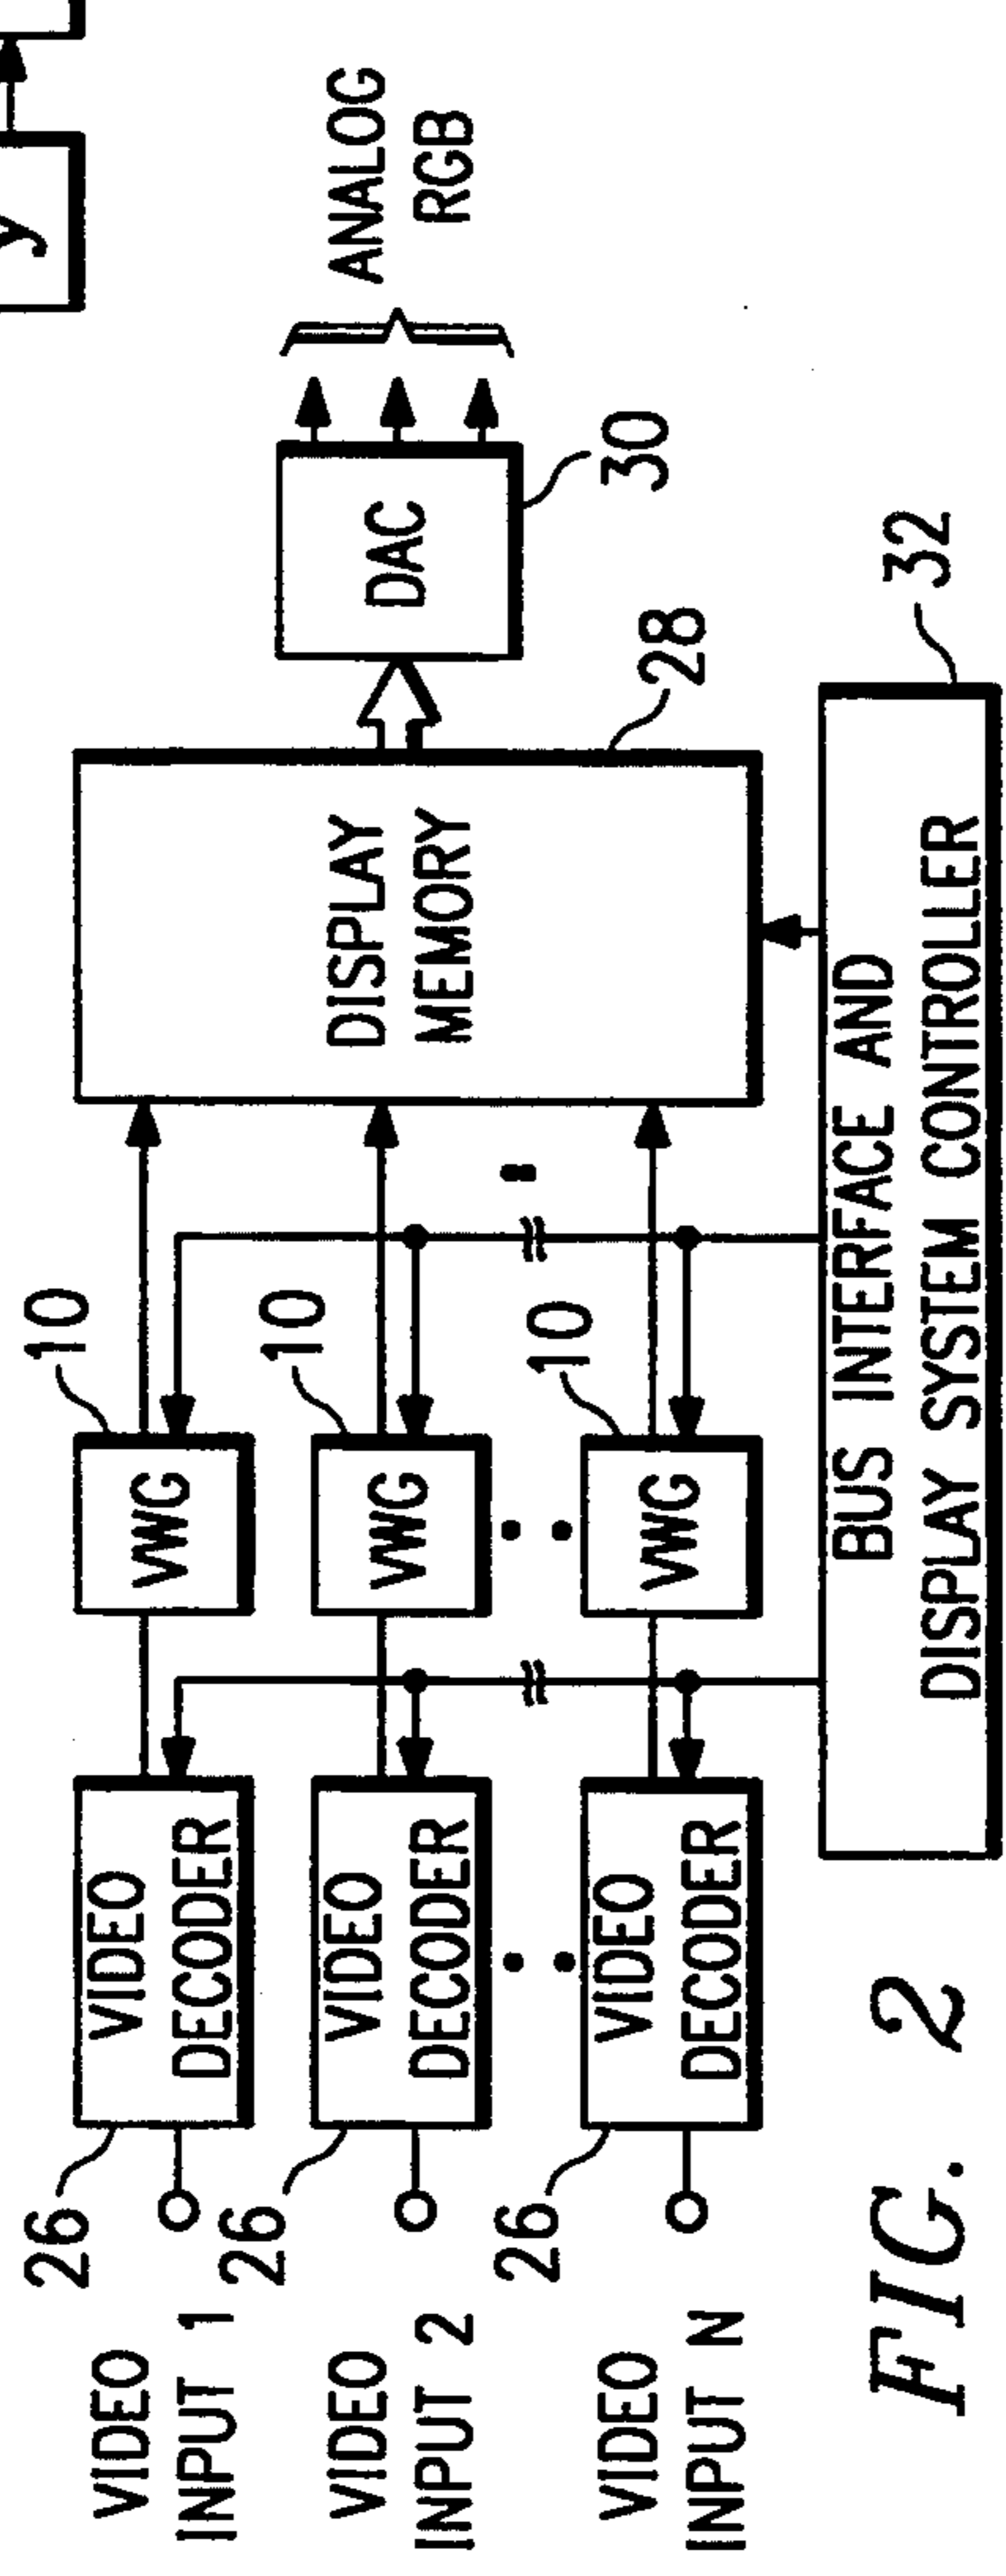 y
VIDEO
INPUT 1
26
VIDEO
DECODER
VWG
10
VIDEO
INPUT 2
26
VIDEO
DECODER
VWG
10
VIDEO
INPUT N
26
VIDEO
DECODER
VWG
10
DISPLAY
MEMORY
28
DAC
30
ANALOG
RGB
BUS INTERFACE AND
DISPLAY SYSTEM CONTROLLER
32
FIG. 2